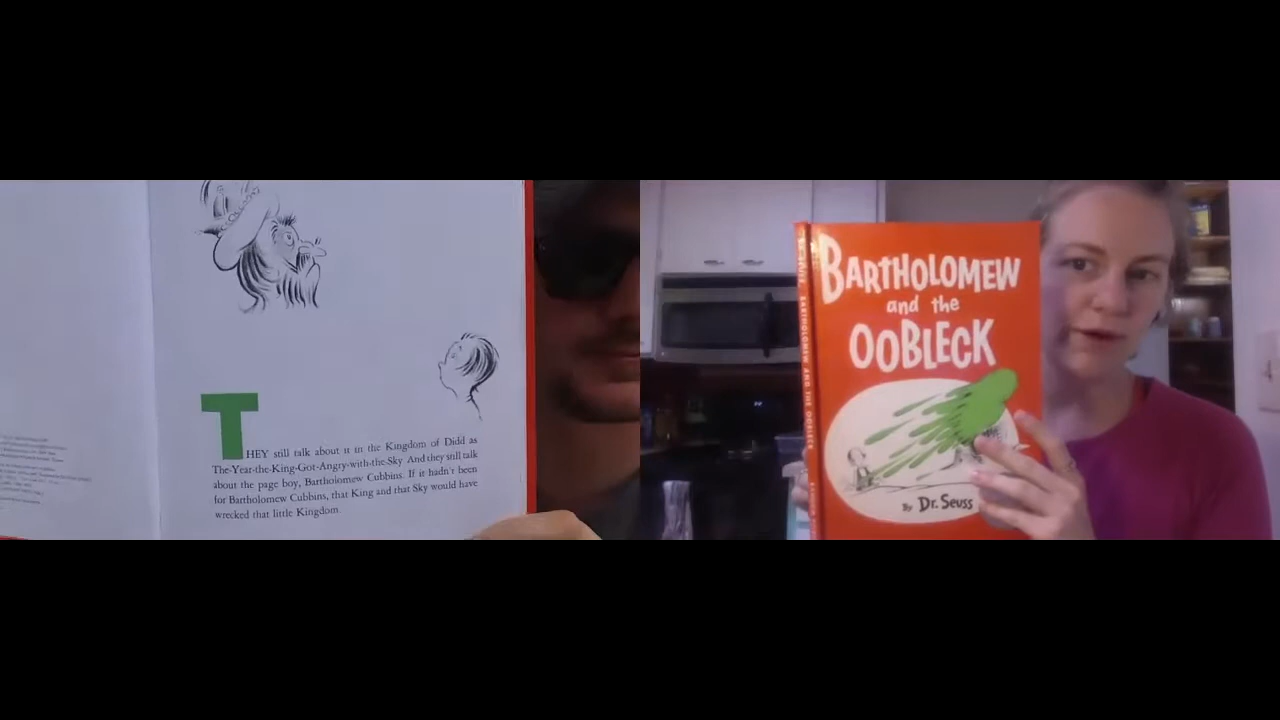 THEY still talk about it in the Kingdom of Didd as
The-Year-the-King-Got-Angry-with-the-Sky. And they still talk
about the page boy, Bartholomew Cubbins. If it hadn't been
for Bartholomew Cubbins, that King and that Sky would have
wrecked that little Kingdom.
BARTHOLOMEW
and the
OOBLECK
By Dr. Seuss
BARTHOLOMEW AND THE OOBLECK